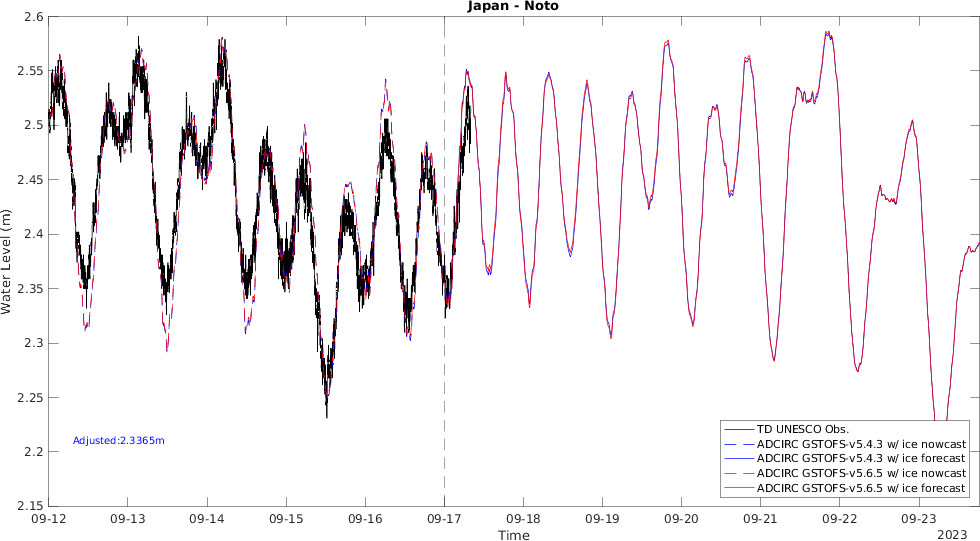 Japan - Noto
2.6
2.55
2.5
2.45
2.4
2.35
2.3
2.25
2.2
2.15
Water Level (m)
Adjusted:2.3365m
TD UNESCO Obs.
ADCIRC GSTOFS-v5.4.3 w/ ice nowcast
ADCIRC GSTOFS-v5.4.3 w/ ice forecast
ADCIRC GSTOFS-v5.6.5 w/ ice nowcast
ADCIRC GSTOFS-v5.6.5 w/ ice forecast
09-12 09-13 09-14 09-15 09-16 09-17 09-18 09-19 09-20 09-21 09-22 09-23
Time
2023